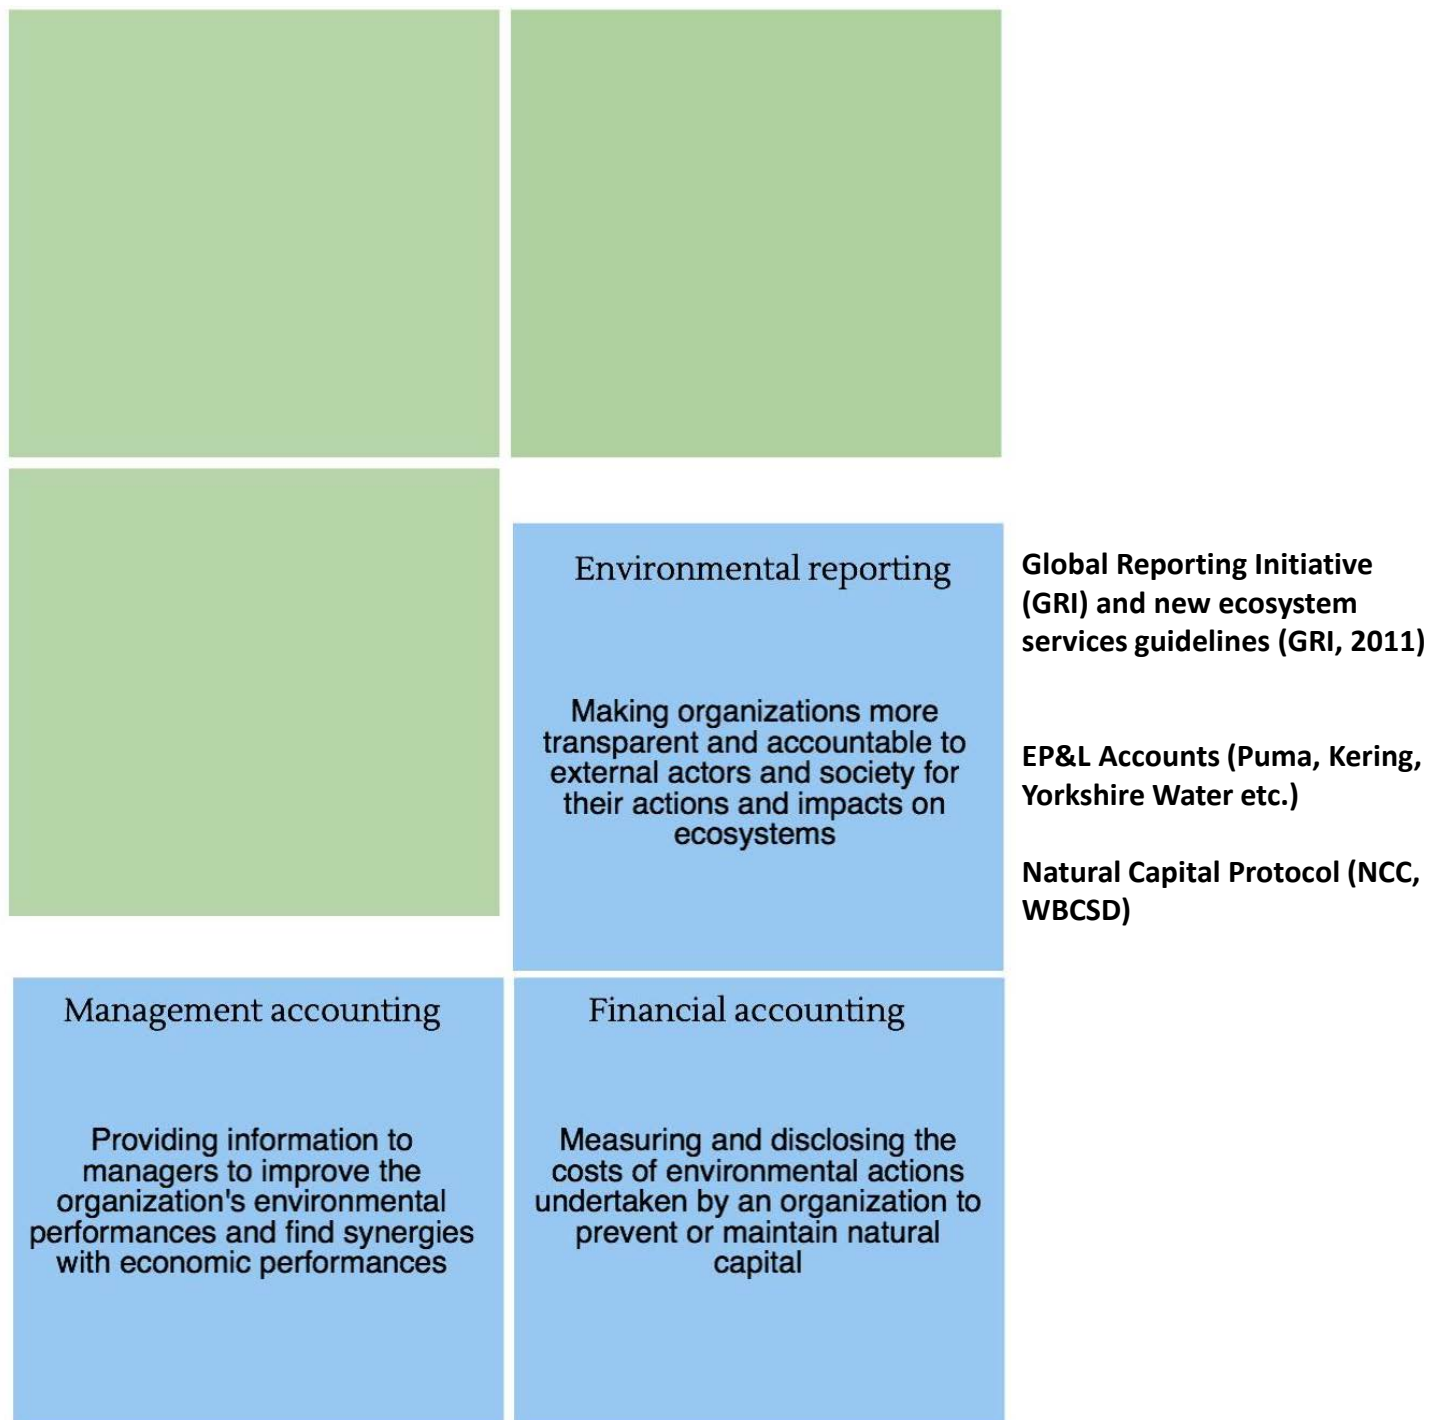 Environmental reporting
Making organizations more
transparent and accountable to
external actors and society for
their actions and impacts on
ecosystems
Global Reporting Initiative
(GRI) and new ecosystem
services guidelines (GRI, 2011)
EP&L Accounts (Puma, Kering,
Yorkshire Water etc.)
Natural Capital Protocol (NCC,
WBCSD)
Management accounting
Providing information to
managers to improve the
organization's environmental
performances and find synergies
with economic performances
Financial accounting
Measuring and disclosing the
costs of environmental actions
undertaken by an organization to
prevent or maintain natural
capital